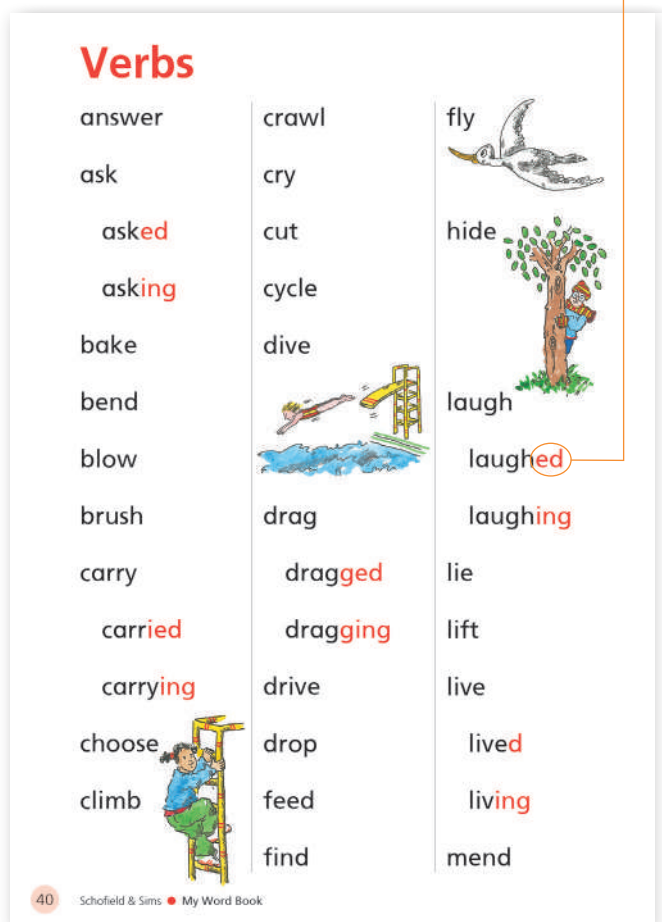 Verbs
answer
ask
asked
asking
bake
bend
blow
brush
carry
carried
carrying
choose
climb
crawl
cry
cut
cycle
dive
drag
dragged
dragging
drive
drop
feed
find
fly
hide
laugh
laughed
laughing
lie
lift
live
lived
living
mend
40 Schofield & Sims ● My Word Book